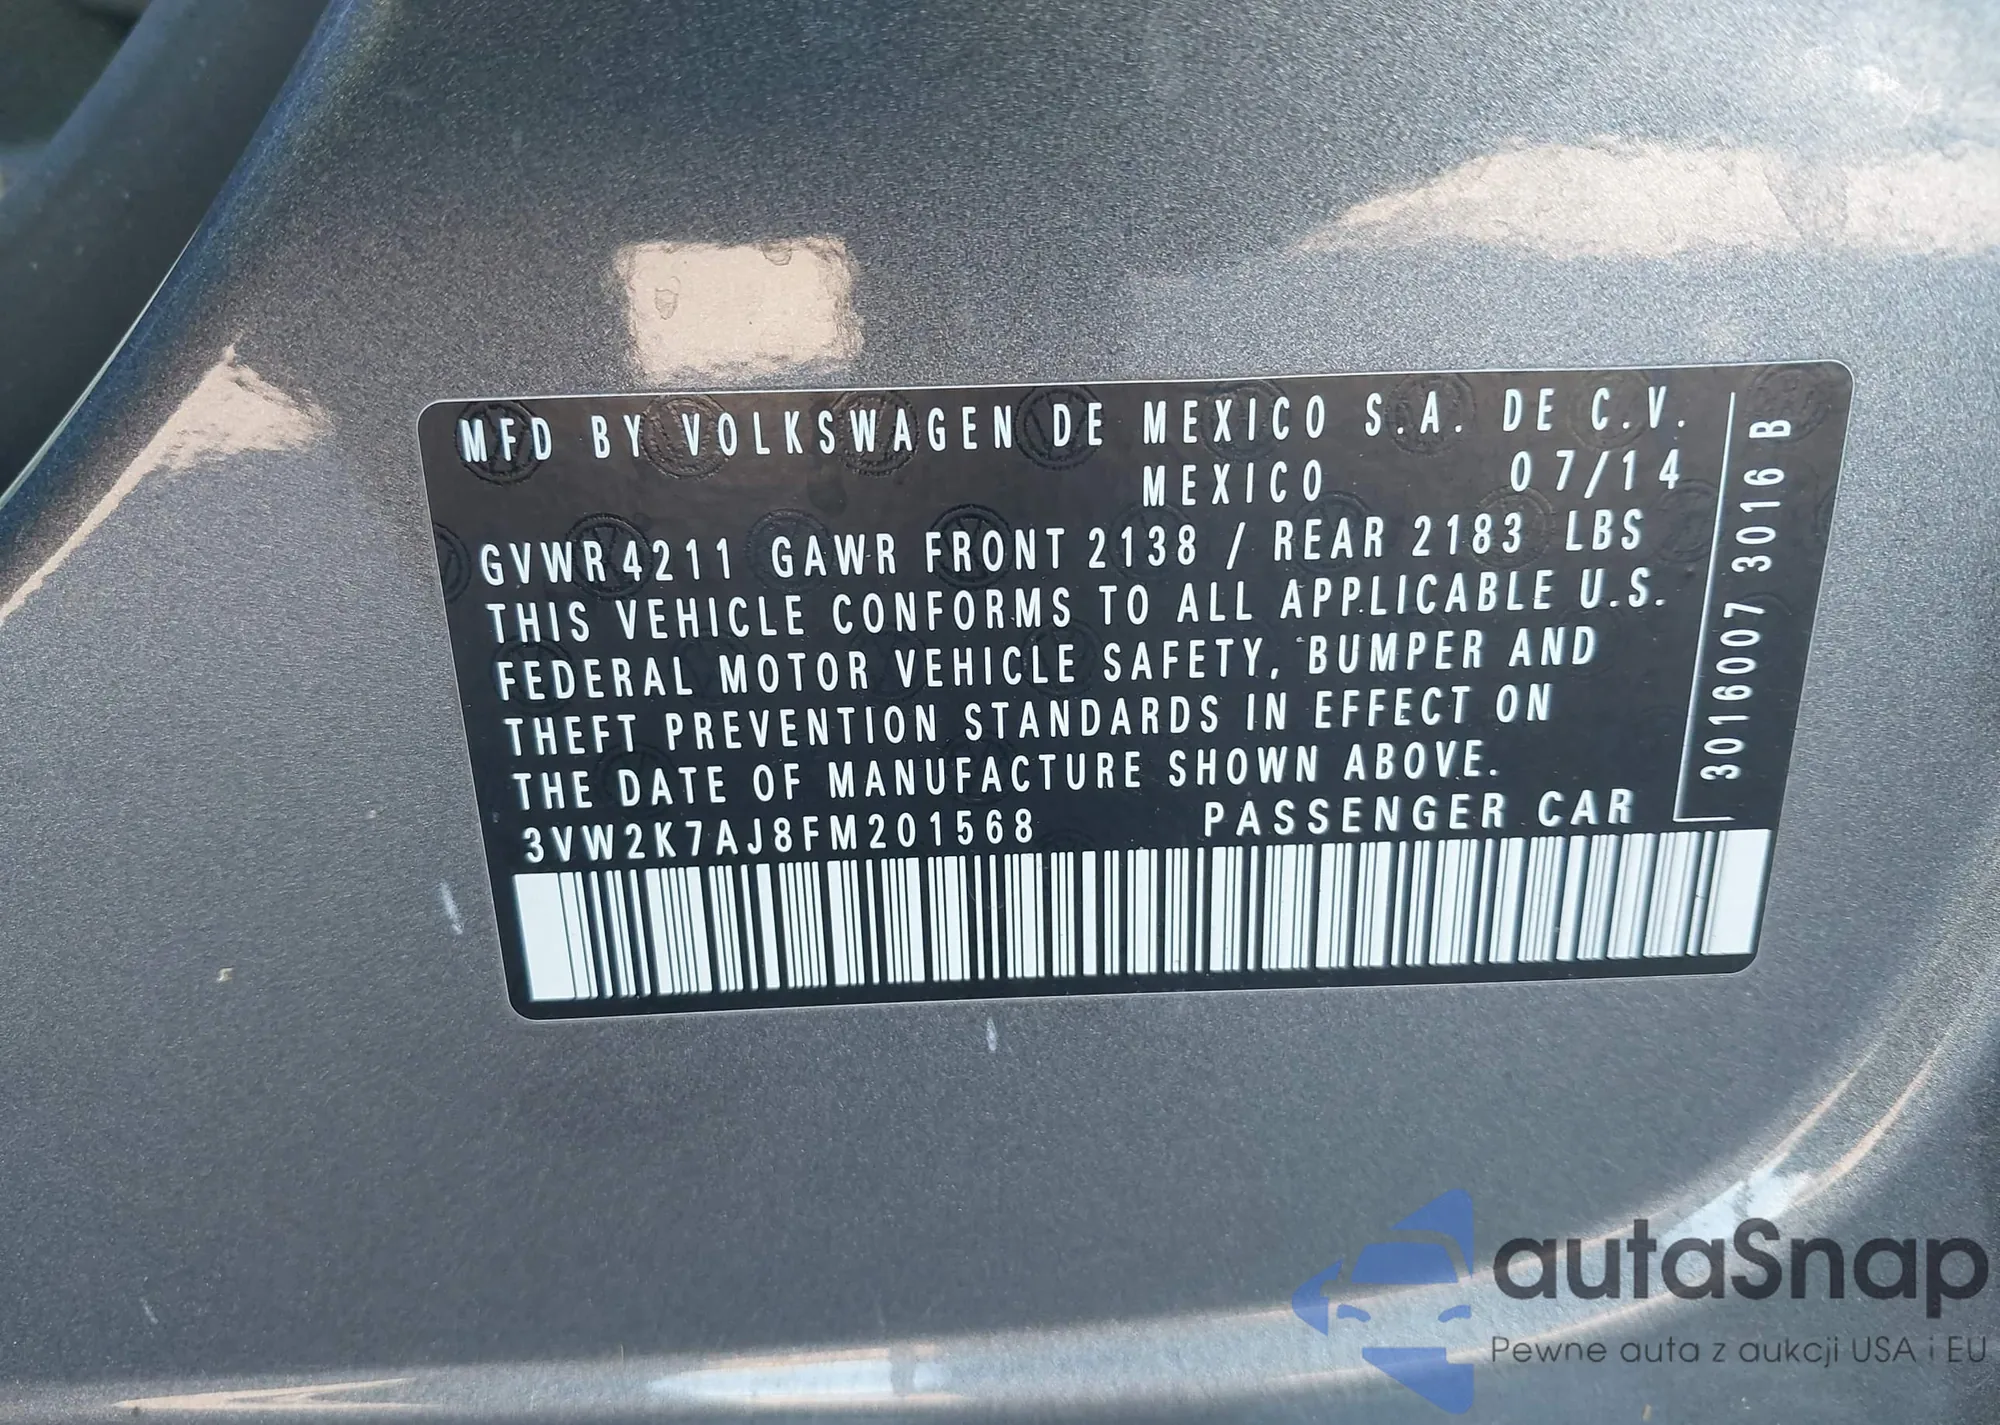 MFD BY VOLKSWAGEN DE MEXICO S.A. DE C.V.
MEXICO 07/14
GVWR 4211 GAWR FRONT 2138 / REAR 2183 LBS
THIS VEHICLE CONFORMS TO ALL APPLICABLE U.S.
FEDERAL MOTOR VEHICLE SAFETY, BUMPER AND
THEFT PREVENTION STANDARDS IN EFFECT ON
THE DATE OF MANUFACTURE SHOWN ABOVE.
3VW2K7AJ8FM201568 PASSENGER CAR
3016007 3016 B
autaSnap
Pewne auta z aukcji USA i EU